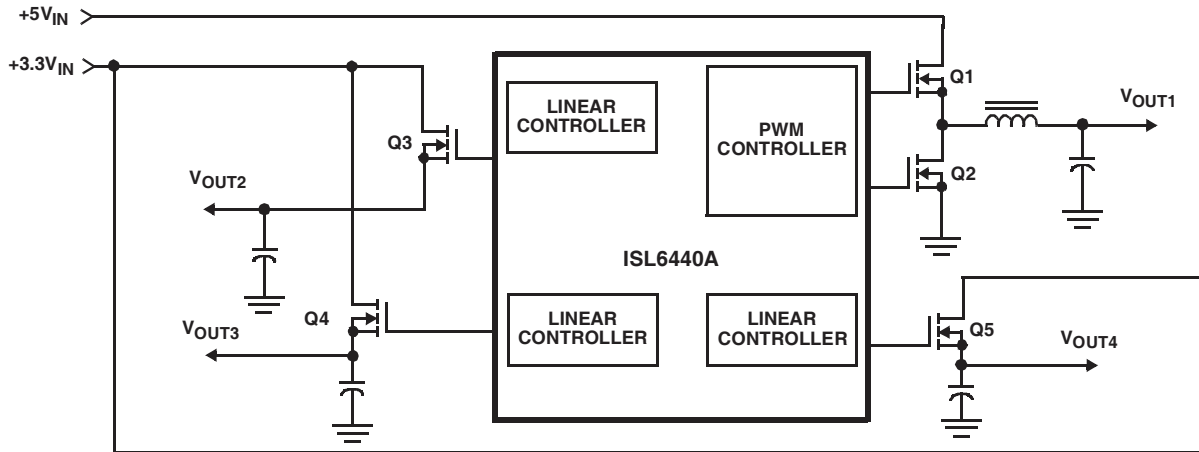 +5VIN
+3.3VIN
LINEAR
CONTROLLER
PWM
CONTROLLER
Q1
VOUT1
Q3
VOUT2
Q2
ISL6440A
Q4
VOUT3
LINEAR
CONTROLLER
LINEAR
CONTROLLER
Q5
VOUT4